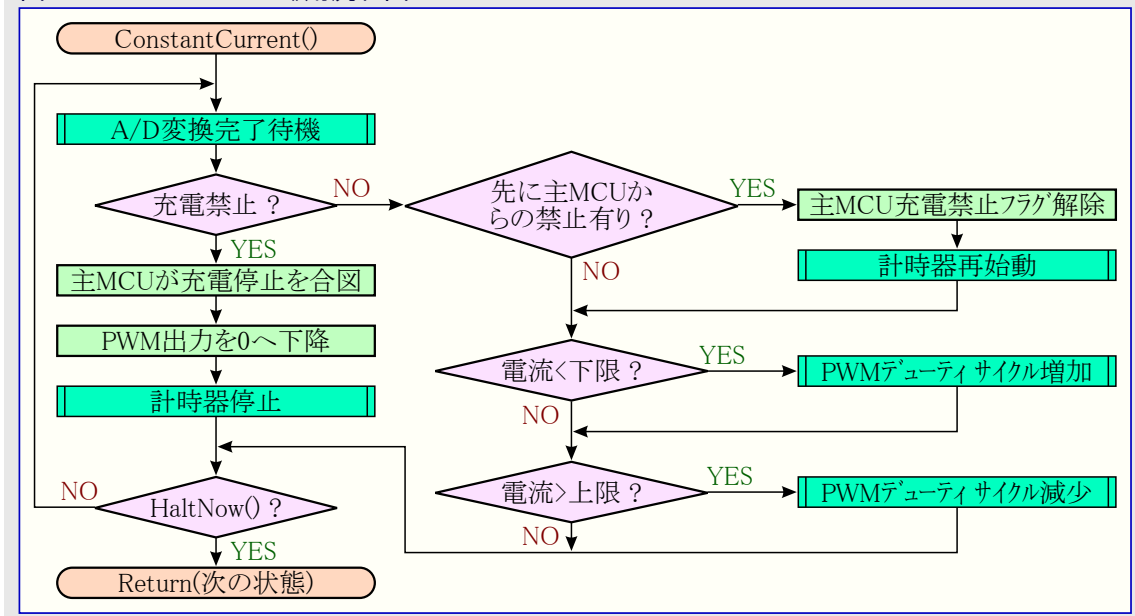 ConstantCurrent()
A/D変換完了待機
充電禁止 ?
NO
YES
主MCUが充電停止を合図
PWM出力を0へ下降
計時器停止
HaltNow() ?
NO
YES
Return(次の状態)
先に主MCUか
らの禁止有り ?
YES
NO
主MCU充電禁止フラグ解除
計時器再始動
電流<下限 ?
YES
NO
PWMデューティ サイクル増加
電流>上限 ?
YES
NO
PWMデューティ サイクル減少